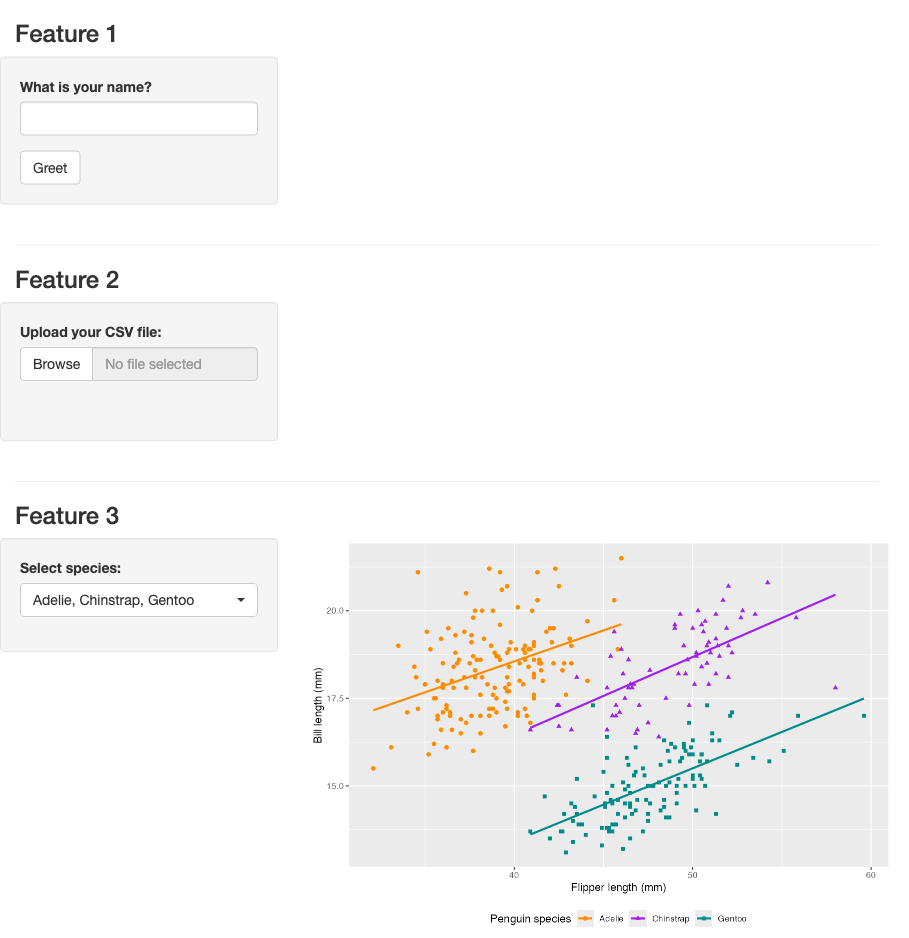 Feature 1
What is your name?
Greet
Feature 2
Upload your CSV file:
Browse No file selected
Feature 3
Select species:
Adelie, Chinstrap, Gentoo
20.0
17.5
15.0
Bill length (mm)
40 50 60
Flipper length (mm)
Penguin species Adelie Chinstrap Gentoo